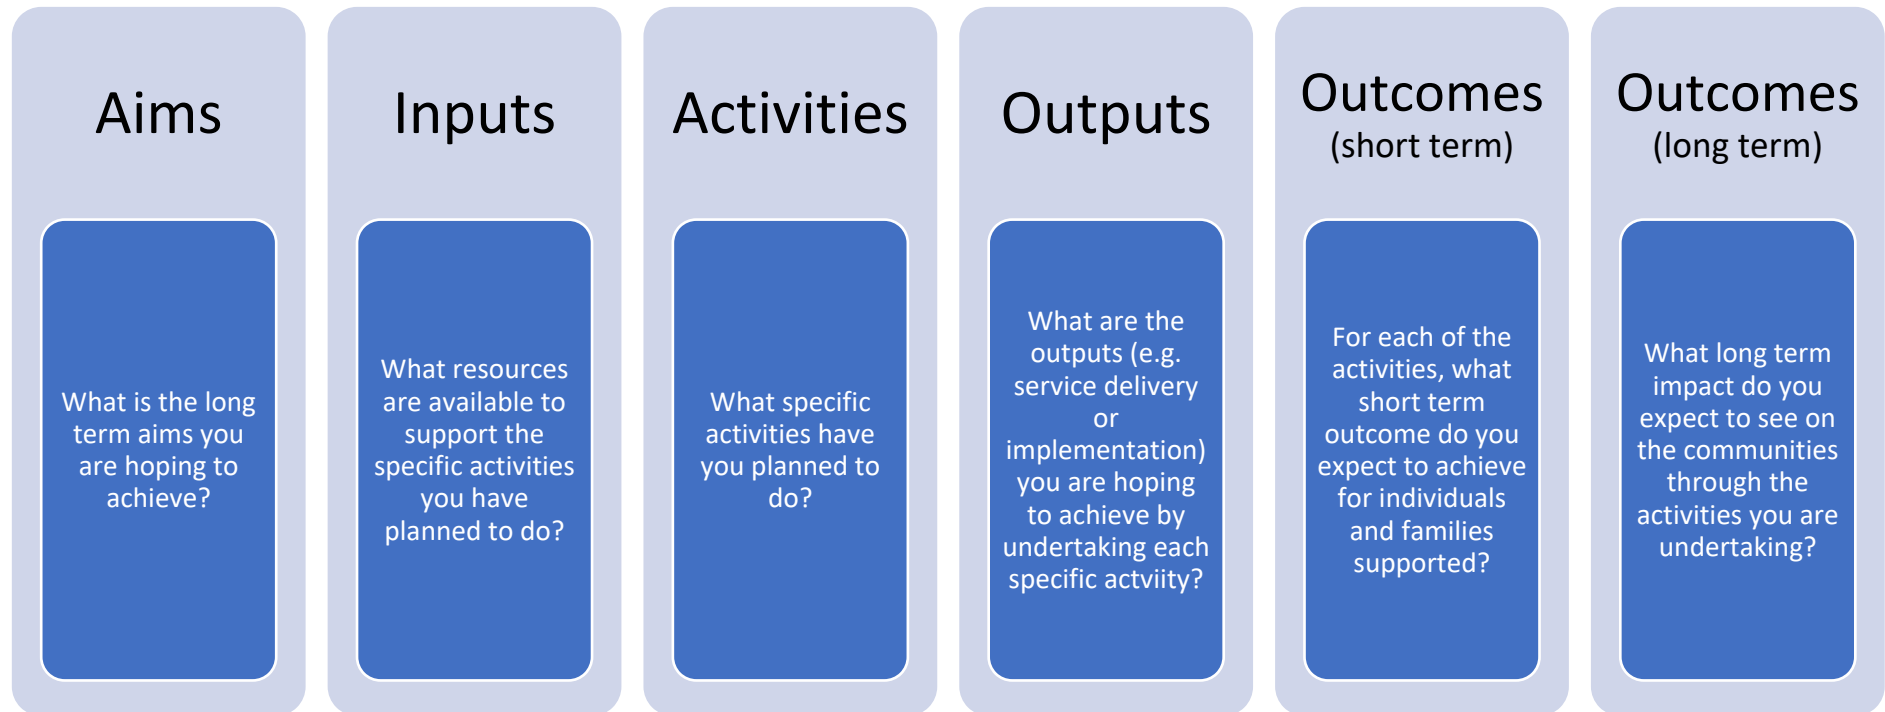 Aims
What is the long
term aims you
are hoping to
achieve?
Inputs
What resources
are available to
support the
specific activities
you have
planned to do?
Activities
What specific
activities have
you planned to
do?
Outputs
What are the
outputs (e.g.
service delivery
or
implementation)
you are hoping
to achieve by
undertaking each
specific actviity?
Outcomes
(short term)
For each of the
activities, what
short term
outcome do you
expect to achieve
for individuals
and families
supported?
Outcomes
(long term)
What long term
impact do you
expect to see on
the communities
through the
activities you are
undertaking?